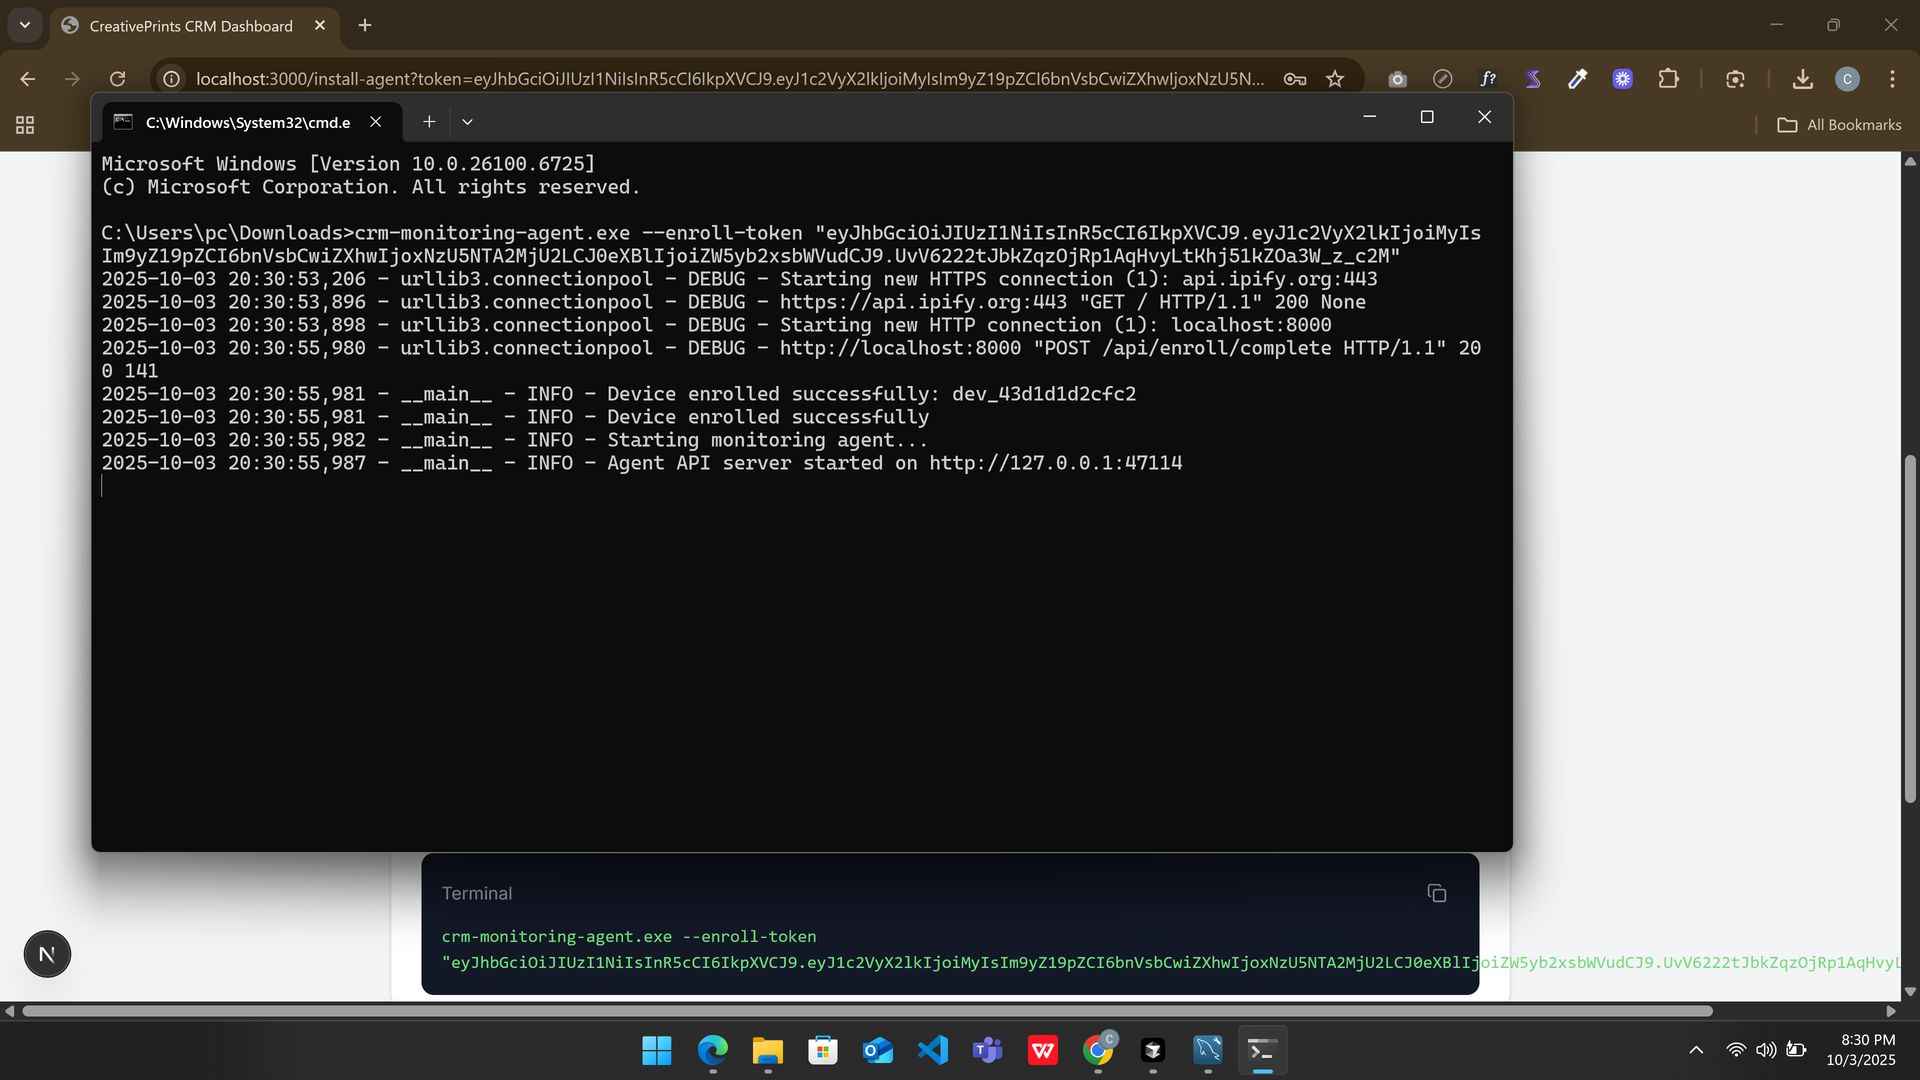 CreativePrints CRM Dashboard
localhost:3000/install-agent?token=eyJhbGciOiJIUzI1NiIsInR5cCI6IkpXVCJ9.eyJ1c2VyX2lkIjoiMyIsIm9yZ19pZCI6bnVsbCwiZXhwIjoxNzU5N...
f?
C
All Bookmarks
C:\Windows\System32\cmd.e
Microsoft Windows [Version 10.0.26100.6725]
(c) Microsoft Corporation. All rights reserved.
C:\Users\pc\Downloads>crm-monitoring-agent.exe --enroll-token "eyJhbGciOiJIUzI1NiIsInR5cCI6IkpXVCJ9.eyJ1c2VyX2lkIjoiMyIs
Im9yZ19pZCI6bnVsbCwiZXhwIjoxNzU5NTA2MjU2LCJ0eXBlIjoiZW5yb2xsbWVudCJ9.UvV6222tJbkZqzOjRp1AqHvyLtKhj51kZOa3W_z_c2M"
2025-10-03 20:30:53,206 - urllib3.connectionpool - DEBUG - Starting new HTTPS connection (1): api.ipify.org:443
2025-10-03 20:30:53,896 - urllib3.connectionpool - DEBUG - https://api.ipify.org:443 "GET / HTTP/1.1" 200 None
2025-10-03 20:30:53,898 - urllib3.connectionpool - DEBUG - Starting new HTTP connection (1): localhost:8000
2025-10-03 20:30:55,980 - urllib3.connectionpool - DEBUG - http://localhost:8000 "POST /api/enroll/complete HTTP/1.1" 20
0 141
2025-10-03 20:30:55,981 - __main__ - INFO - Device enrolled successfully: dev_43d1d1d2cfc2
2025-10-03 20:30:55,981 - __main__ - INFO - Device enrolled successfully
2025-10-03 20:30:55,982 - __main__ - INFO - Starting monitoring agent...
2025-10-03 20:30:55,987 - __main__ - INFO - Agent API server started on http://127.0.0.1:47114
Terminal
crm-monitoring-agent.exe --enroll-token
"eyJhbGciOiJIUzI1NiIsInR5cCI6IkpXVCJ9.eyJ1c2VyX2lkIjoiMyIsIm9yZ19pZCI6bnVsbCwiZXhwIjoxNzU5NTA2MjU2LCJ0eXBlIjoiZW5yb2xsbWVudCJ9.UvV6222tJbkZqzOjRp1AqHvyL
N
8:30 PM
10/3/2025